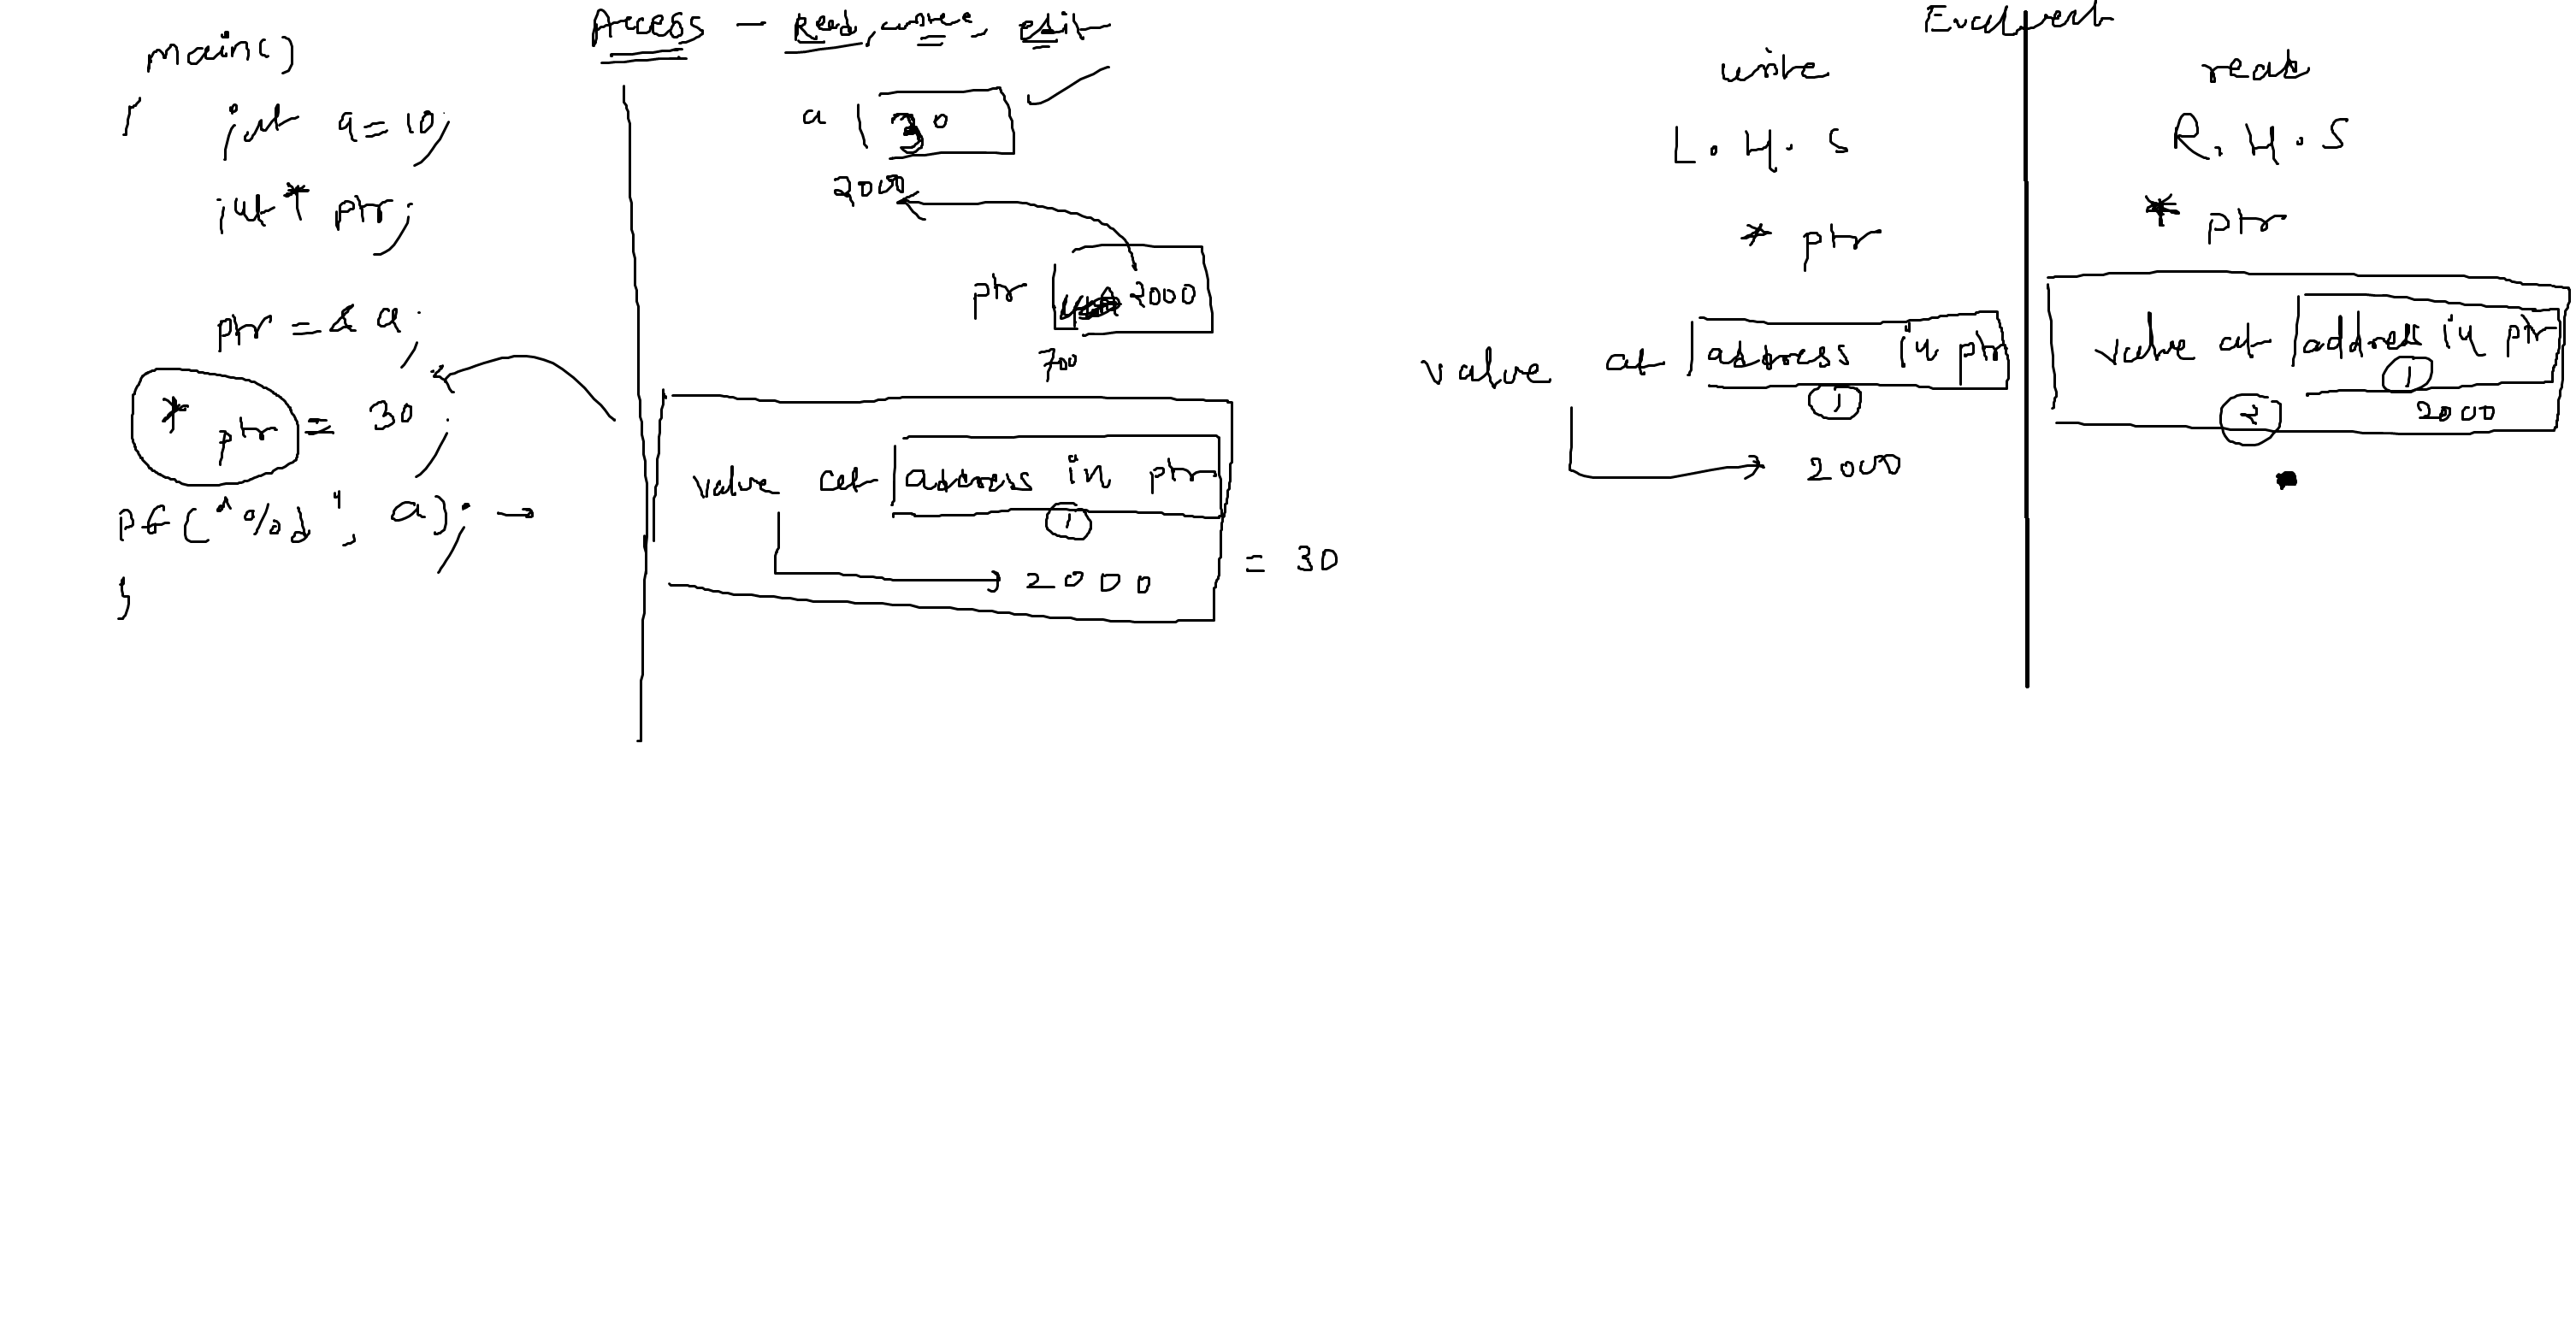 main()
{ int a=10;
int* ptr;
ptr = & a;
* ptr = 30;
pf("%d", a); →
}
Access - Read, write, edit
a 30
2000
ptr 2000
700
value at address in ptr
1
2000
= 30
write
L.H.S
* ptr
value at address in ptr
1
2000
read
R.H.S
* ptr
value at address in ptr
1
2 2000